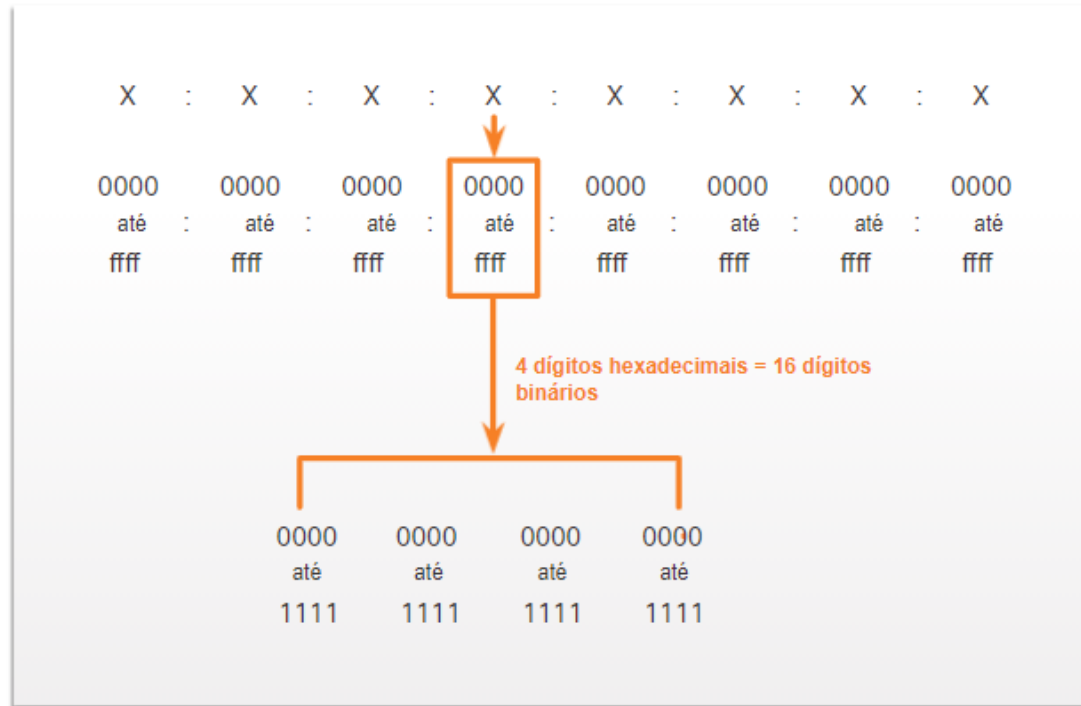 X : X : X : X : X : X : X : X
0000 0000 0000 0000 0000 0000 0000 0000
até : até : até : até : até : até : até : até
ffff ffff ffff ffff ffff ffff ffff ffff
4 dígitos hexadecimais = 16 dígitos
binários
0000 0000 0000 0000
até até até até
1111 1111 1111 1111